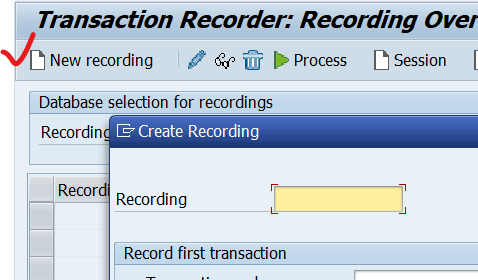 Transaction Recorder: Recording Over
New recording Process Session
Database selection for recordings
Recording
Create Recording
Recordi
Recording
Record first transaction